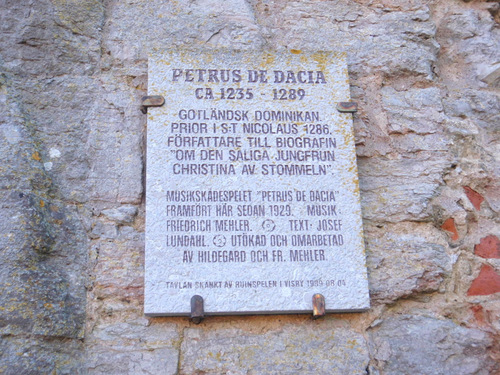 PETRUS DE DACIA
CA 1235 - 1289
GOTLÄNDSK DOMINIKAN.
PRIOR I S:T NICOLAUS 1286.
FÖRFATTARE TILL BIOGRAFIN
"OM DEN SALIGA JUNGFRUN
CHRISTINA AV STOMMELN".
MUSIKSKÅDESPELET "PETRUS DE DACIA"
FRAMFÖRT HÄR SEDAN 1929. MUSIK:
FRIEDRICH MEHLER. TEXT: JOSEF
LUNDAHL. UTÖKAD OCH OMARBETAD
AV HILDEGARD OCH FR. MEHLER.
TAVLAN SKÄNKT AV RUINSPELEN I VISBY 1989